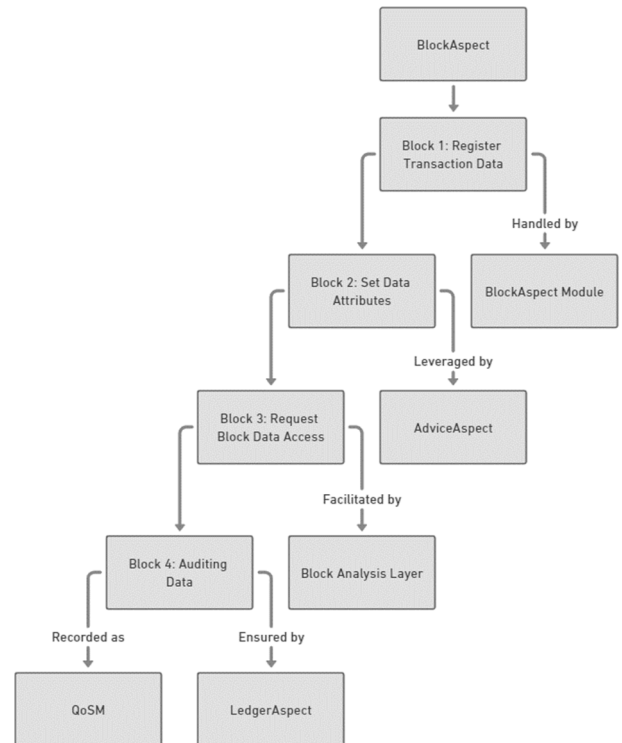 BlockAspect
Block 1: Register
Transaction Data
Handled by
Block 2: Set Data
Attributes
BlockAspect Module
Leveraged by
Block 3: Request
Block Data Access
AdviceAspect
Facilitated by
Block 4: Auditing
Data
Block Analysis Layer
Recorded as
Ensured by
QoSM
LedgerAspect